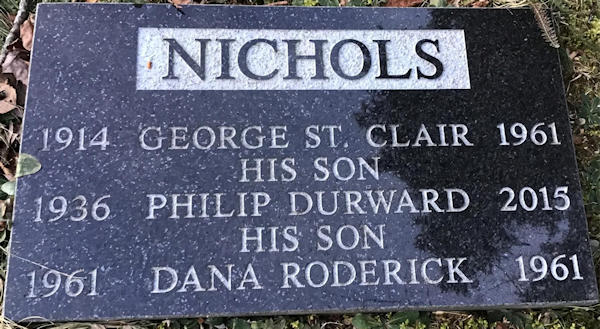 NICHOLS
1914 GEORGE ST. CLAIR 1961
HIS SON
1936 PHILIP DURWARD 2015
HIS SON
1961 DANA RODERICK 1961